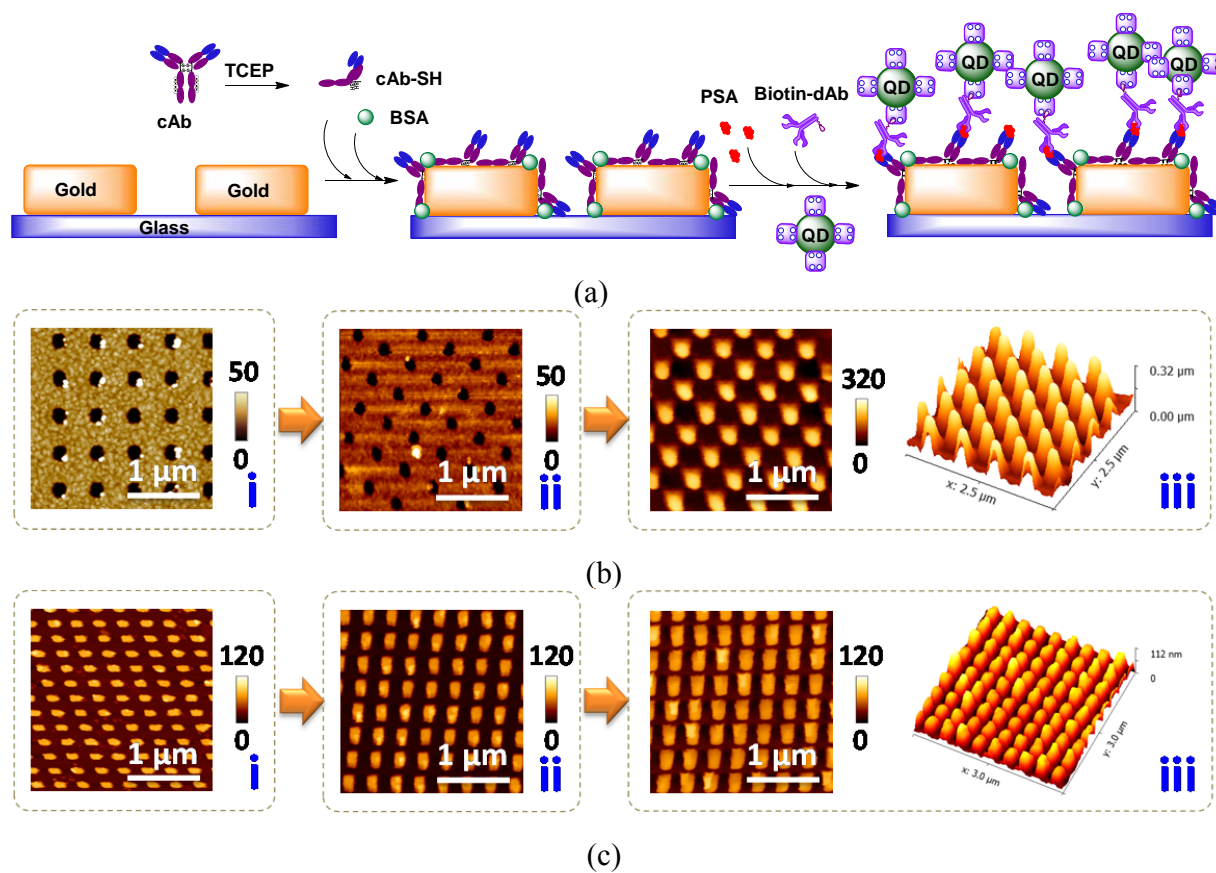 TCEP
cAb
cAb-SH
BSA
PSA
Biotin-dAb
QD
QD
QD
QD
QD
QD
Gold
Gold
Glass
(a)
50
0
1 µm
i
50
0
1 µm
ii
320
0
1 µm
0.32 µm
0.00 µm
x: 2.5 µm
y: 2.5 µm
iii
(b)
120
0
1 µm
i
120
0
1 µm
ii
120
0
1 µm
112 nm
0
x: 3.0 µm
y: 3.0 µm
iii
(c)